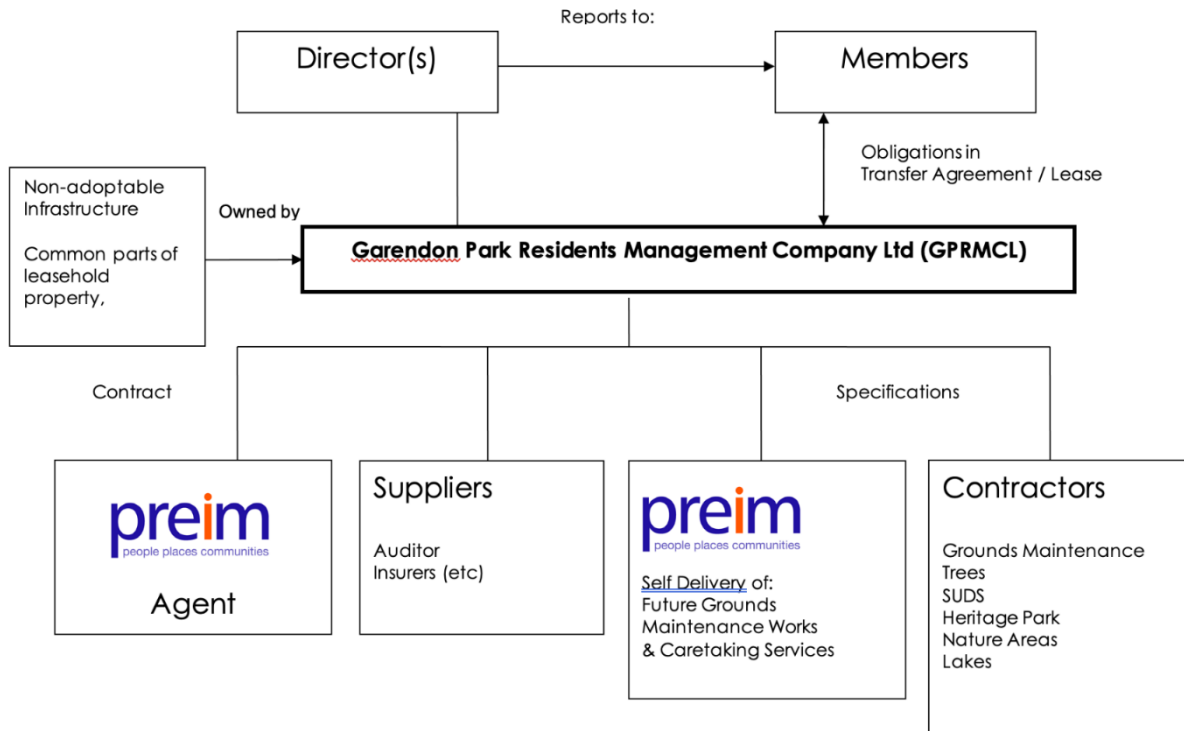 Reports to:
Director(s)
Members
Obligations in
Transfer Agreement / Lease
Non-adoptable
Infrastructure
Common parts of
leasehold
property,
Owned by
Garendon Park Residents Management Company Ltd (GPRMCL)
Contract
Specifications
preim
people places communities
Agent
Suppliers
Auditor
Insurers (etc)
preim
people places communities
Self Delivery of:
Future Grounds
Maintenance Works
& Caretaking Services
Contractors
Grounds Maintenance
Trees
SUDS
Heritage Park
Nature Areas
Lakes